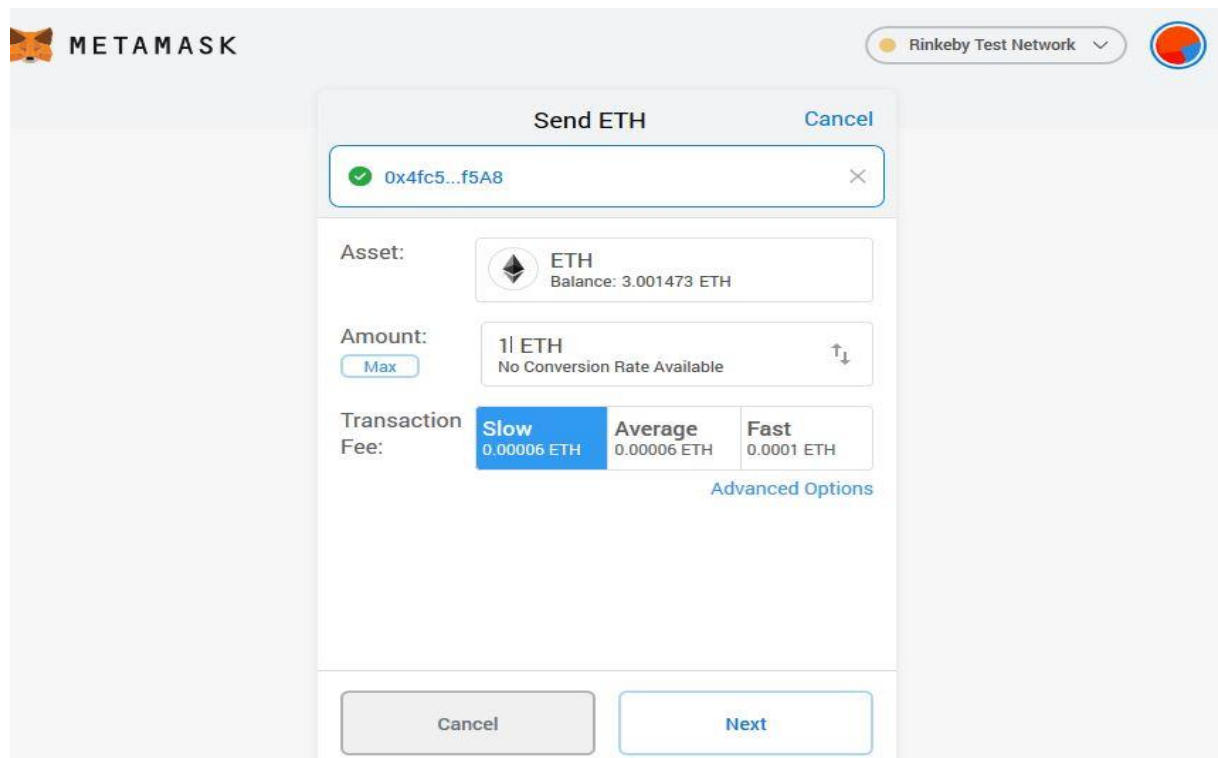 METAMASK
Rinkeby Test Network
Send ETH
Cancel
0x4fc5...f5A8
Asset:
ETH
Balance: 3.001473 ETH
Amount:
Max
1 ETH
No Conversion Rate Available
Transaction
Fee:
Slow
0.00006 ETH
Average
0.00006 ETH
Fast
0.0001 ETH
Advanced Options
Cancel
Next